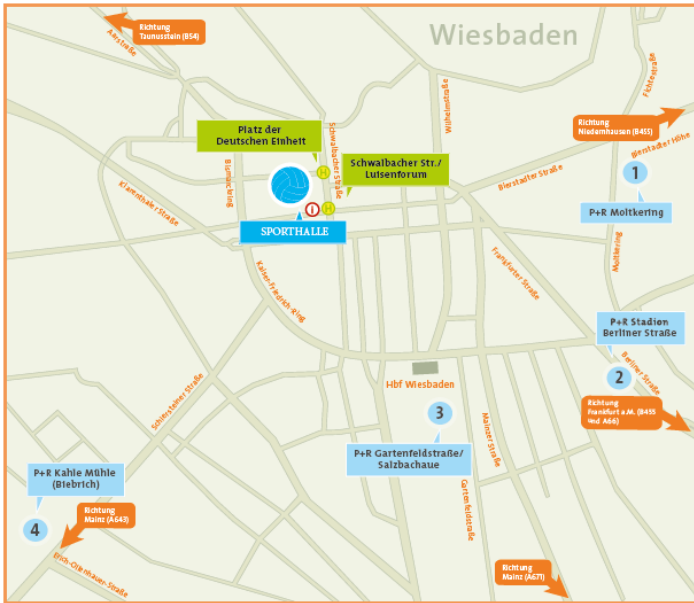 Wiesbaden
Richtung
Taunusstein (B54)
Aarstraße
Fichtestraße
Wilhelmstraße
Richtung
Niedernhausen (B455)
Bierstadter Höhe
Platz der
Deutschen Einheit
Schwalbacher Straße
H
Schwalbacher Str./
Luisenforum
Bismarckring
Klarenthaler Straße
Bierstadter Straße
1
P+R Moltkering
i
H
SPORTHALLE
Frankfurter Straße
Moltkering
Kaiser-Friedrich-Ring
P+R Stadion
Berliner Straße
Berliner Straße
2
Hbf Wiesbaden
Schiersteiner Straße
Richtung
Frankfurt a.M. (B455
und A66)
3
Mainzer Straße
P+R Gartenfeldstraße/
Salzbachaue
P+R Kahle Mühle
(Biebrich)
Gartenfeldstraße
4
Richtung
Mainz (A643)
Erich-Ollenhauer-Straße
Richtung
Mainz (A671)